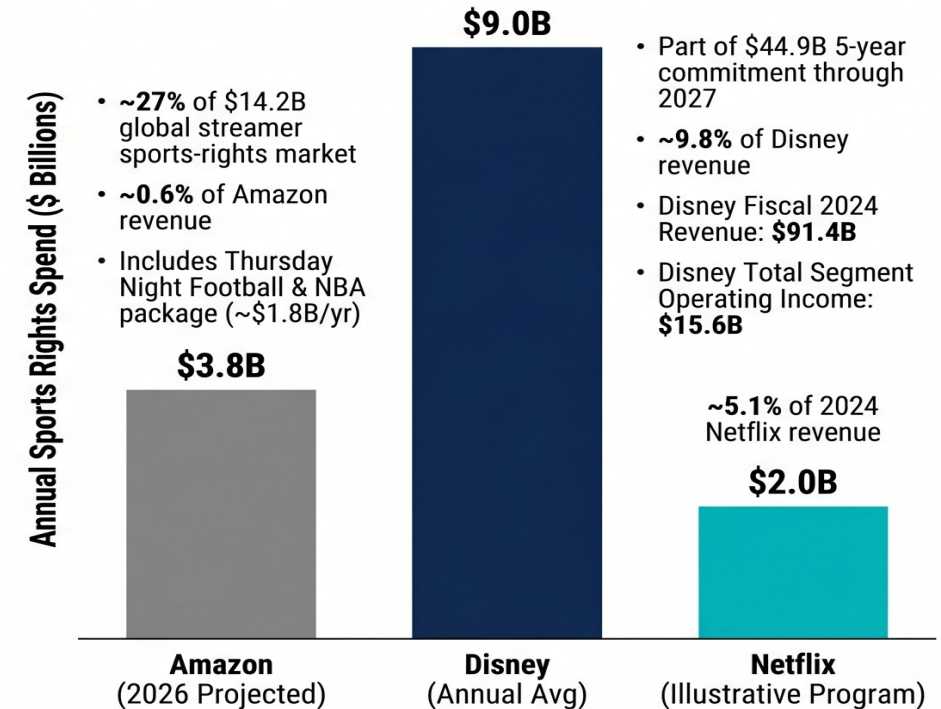 Annual Sports Rights Spend ($ Billions)
• ~27% of $14.2B
global streamer
sports-rights market
• ~0.6% of Amazon
revenue
• Includes Thursday
Night Football & NBA
package (~$1.8B/yr)
$3.8B
$9.0B
• Part of $44.9B 5-year
commitment through
2027
• ~9.8% of Disney
revenue
• Disney Fiscal 2024
Revenue: $91.4B
• Disney Total Segment
Operating Income:
$15.6B
~5.1% of 2024
Netflix revenue
$2.0B
Amazon
(2026 Projected)
Disney
(Annual Avg)
Netflix
(Illustrative Program)